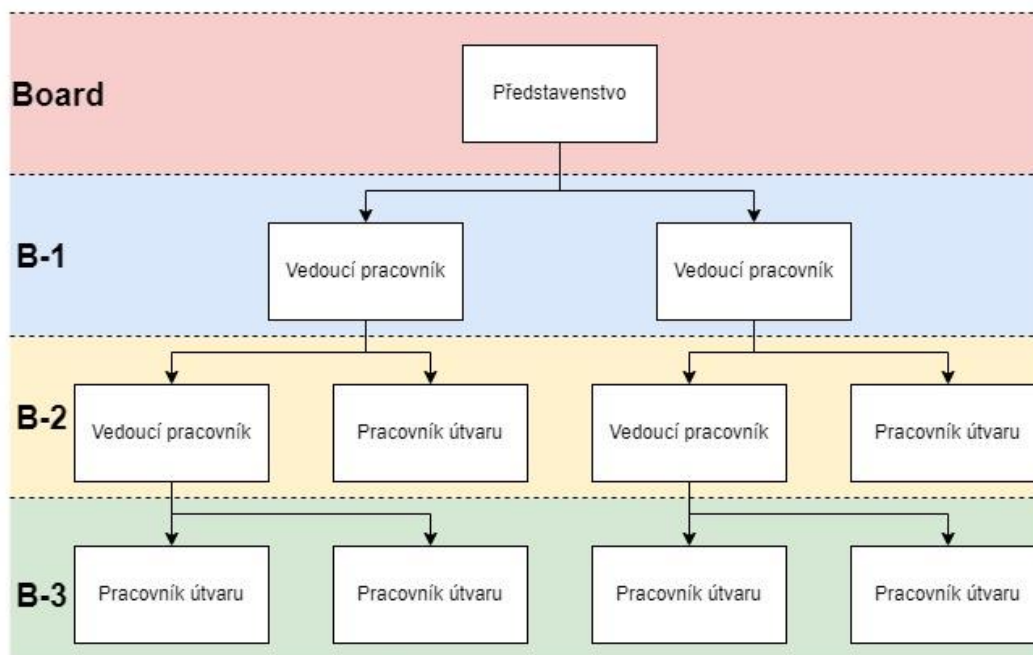 Board
Představenstvo
B-1
Vedoucí pracovník
Vedoucí pracovník
B-2
Vedoucí pracovník
Pracovník útvaru
Vedoucí pracovník
Pracovník útvaru
B-3
Pracovník útvaru
Pracovník útvaru
Pracovník útvaru
Pracovník útvaru